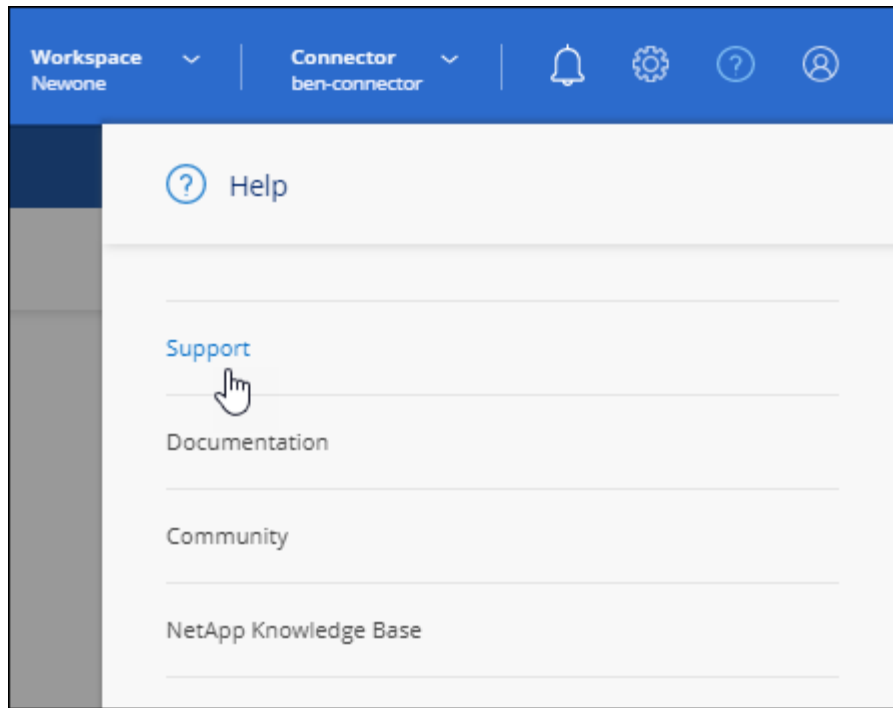 Workspace
Newone
Connector
ben-connector
Help
Support
Documentation
Community
NetApp Knowledge Base